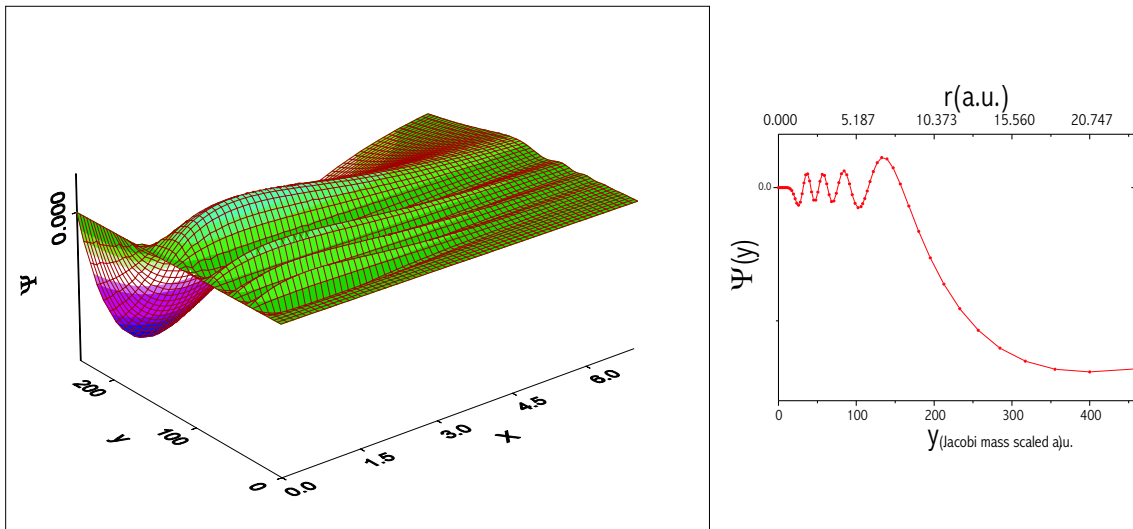 0.000
Ψ
200
100
0
y
0.0
1.5
3.0
4.5
6.0
X
r(a.u.)
0.000 5.187 10.373 15.560 20.747
0.0
Ψ(y)
0 100 200 300 400
y(Jacobi mass scaled a)u.